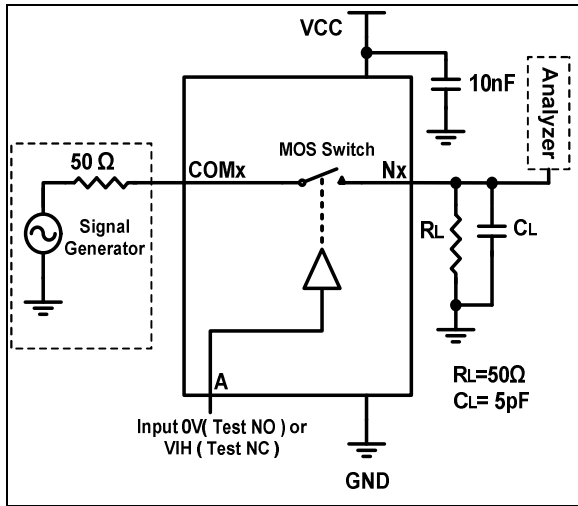 VCC
10nF
Analyzer
50 Ω
COMx
MOS Switch
Nx
Signal
Generator
RL
CL
A
RL=50Ω
CL= 5pF
Input 0V( Test NO ) or
VIH ( Test NC )
GND